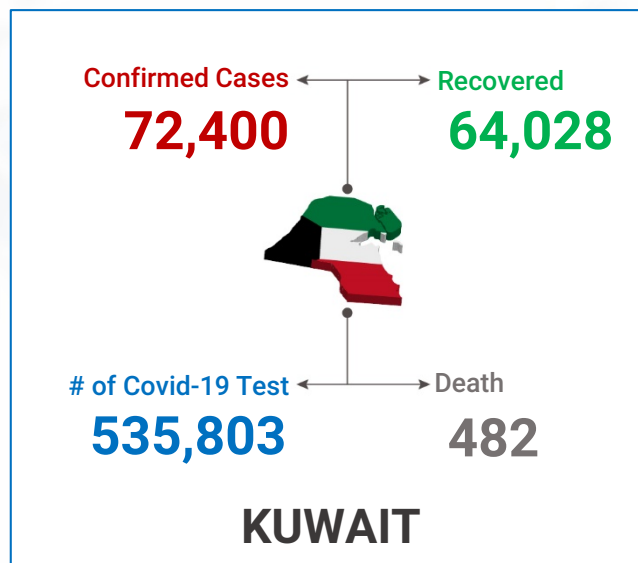 Confirmed Cases
72,400
Recovered
64,028
# of Covid-19 Test
535,803
Death
482
KUWAIT